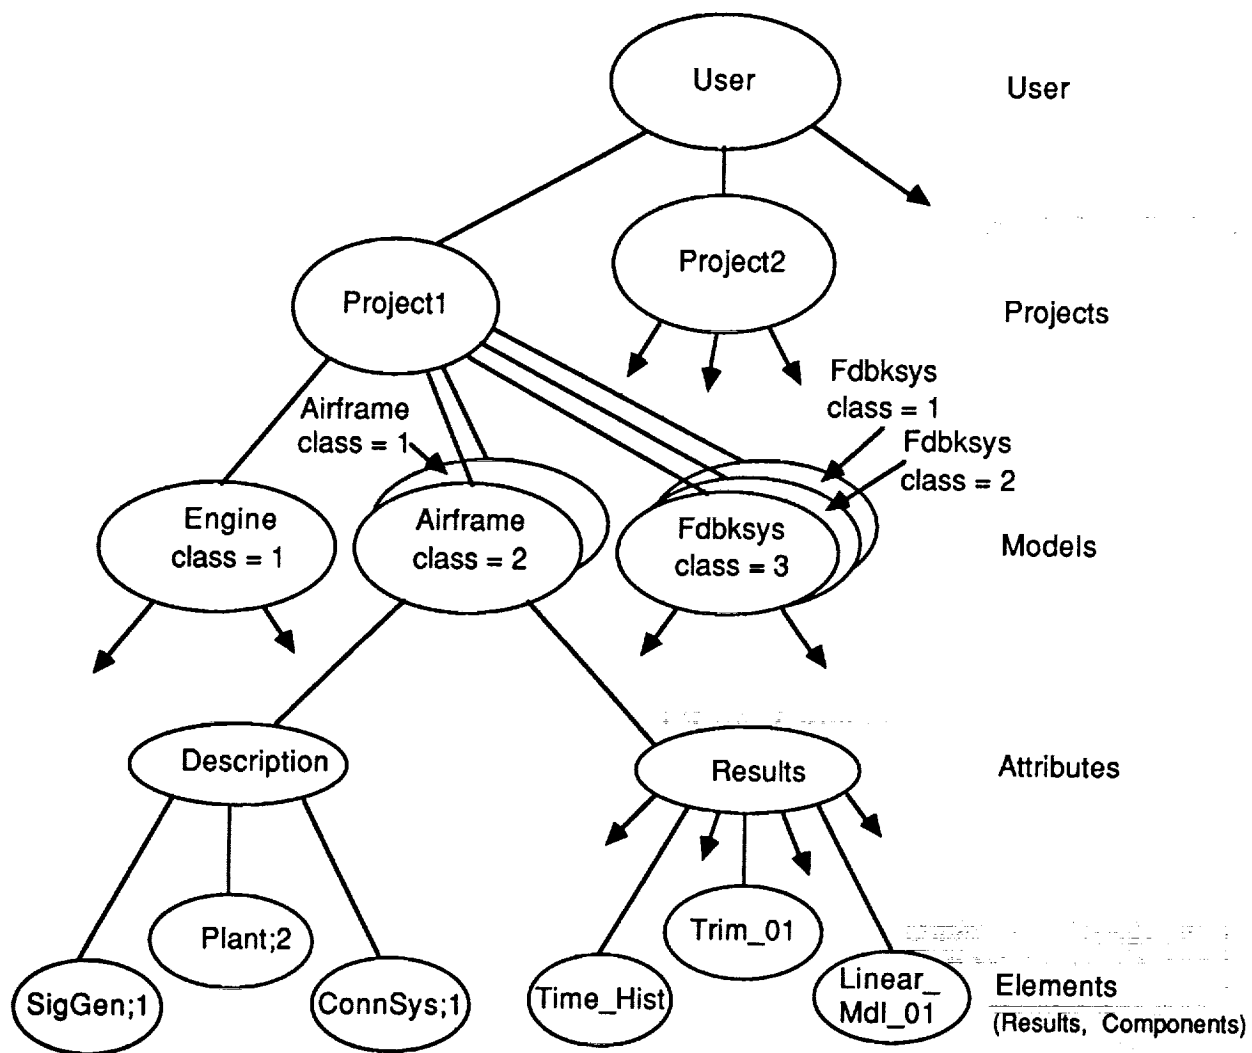 User
User
Project2
Project1
Projects
Fdbksys
class = 1
Airframe
class = 1
Fdbksys
class = 2
Engine
class = 1
Airframe
class = 2
Fdbksys
class = 3
Models
Description
Results
Attributes
Plant;2
Trim_01
SigGen;1
ConnSys;1
Time_Hist
Linear_
Mdl_01
Elements
(Results, Components)